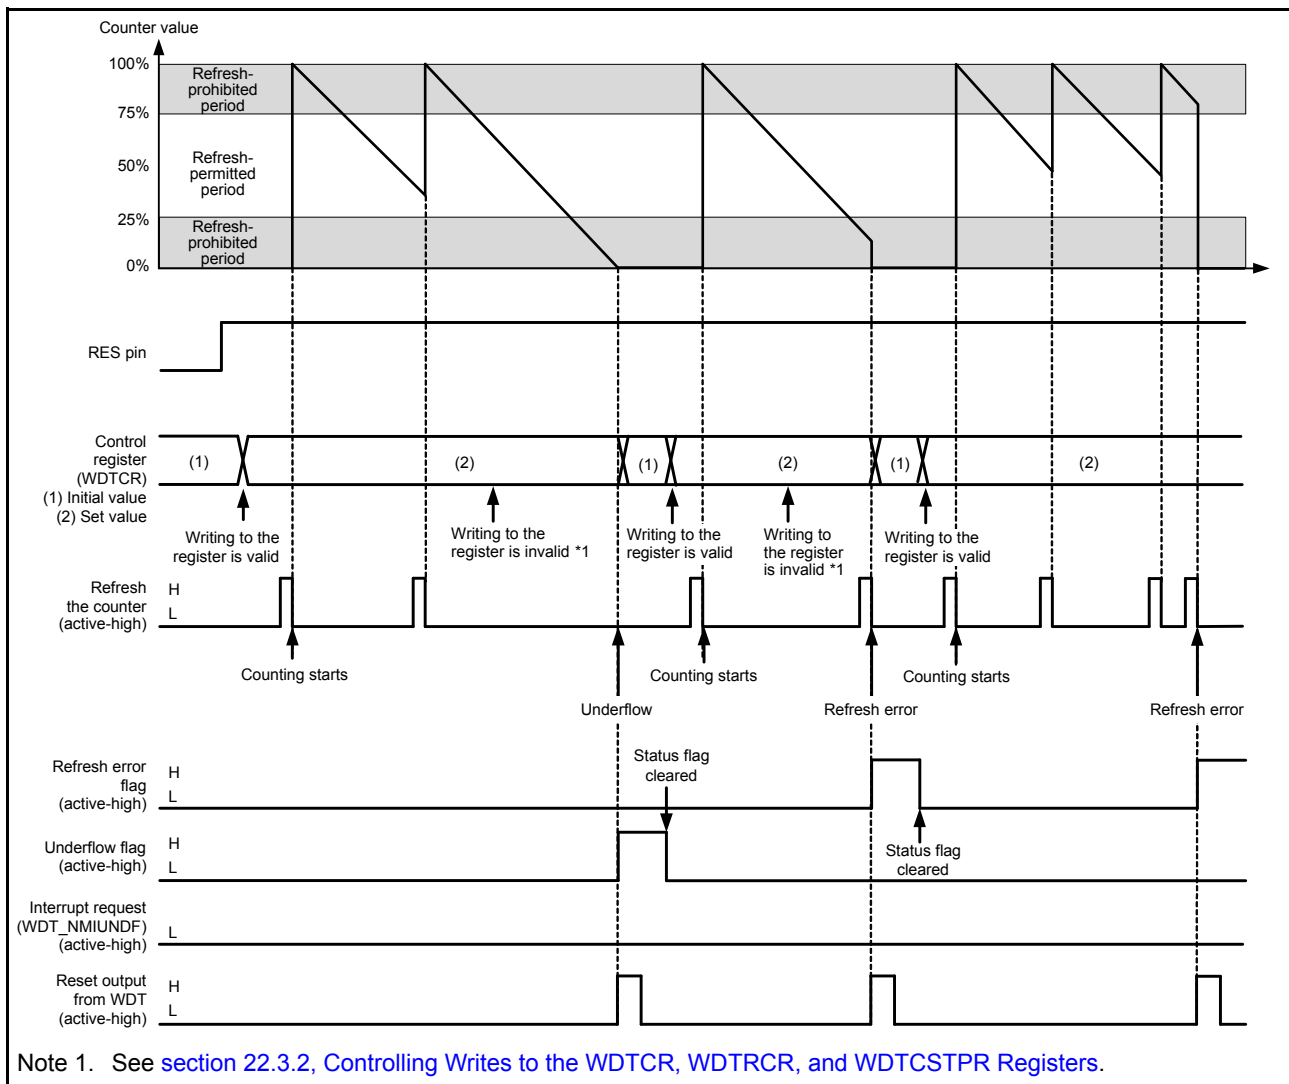 Counter value
100%
Refresh-
prohibited
period
75%
50%
Refresh-
permitted
period
25%
Refresh-
prohibited
period
0%
RES pin
Control
register
(WDTCR)
(1) Initial value
(2) Set value
(1)
(2)
(1)
(2)
(1)
(2)
Writing to the
register is valid
Writing to the
register is invalid *1
Writing to the
register is valid
Writing to
the register
is invalid *1
Writing to the
register is valid
Refresh
the counter
(active-high)
H
L
Counting starts
Counting starts
Counting starts
Underflow
Refresh error
Refresh error
Status flag
cleared
Refresh error
flag
(active-high)
H
L
Status flag
cleared
Underflow flag
(active-high)
H
L
Interrupt request
(WDT_NMIUNDF)
(active-high)
L
Reset output
from WDT
(active-high)
H
L
Note 1. See section 22.3.2, Controlling Writes to the WDTCR, WDTRCR, and WDTCSTPR Registers.